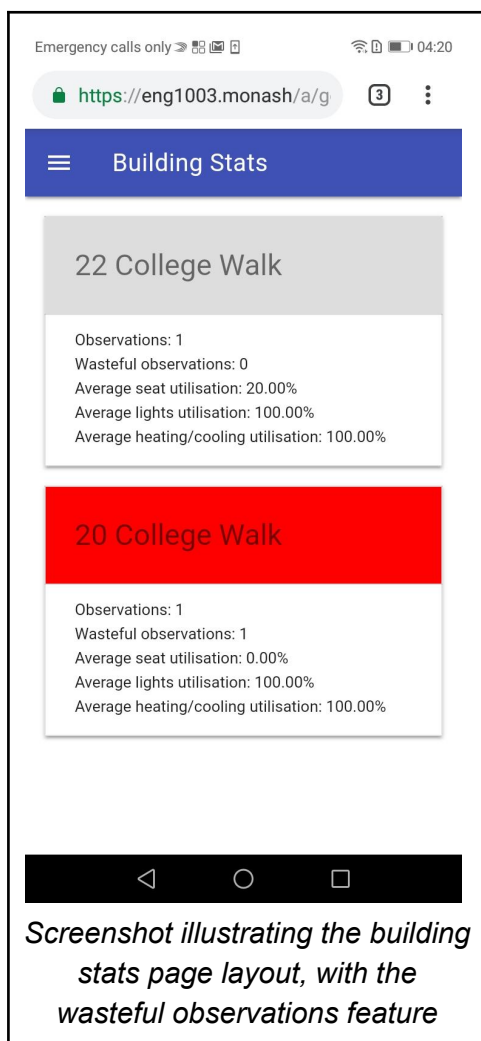 Emergency calls only 04:20
https://eng1003.monash/a/g 3
Building Stats
22 College Walk
Observations: 1
Wasteful observations: 0
Average seat utilisation: 20.00%
Average lights utilisation: 100.00%
Average heating/cooling utilisation: 100.00%
20 College Walk
Observations: 1
Wasteful observations: 1
Average seat utilisation: 0.00%
Average lights utilisation: 100.00%
Average heating/cooling utilisation: 100.00%
Screenshot illustrating the building
stats page layout, with the
wasteful observations feature